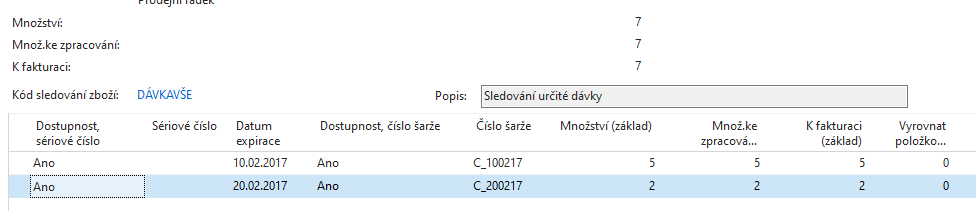 Prodejní řádek
Množství: 7
Množ.ke zpracování: 7
K fakturaci: 7
Kód sledování zboží: DÁVKAVŠE Popis: Sledování určité dávky
Dostupnost, sériové číslo Sériové číslo Datum expirace Dostupnost, číslo šarže Číslo šarže Množství (základ) Množ.ke zpracová... K fakturaci (základ) Vyrovnat položko...
Ano 10.02.2017 Ano C_100217 5 5 5 0
Ano 20.02.2017 Ano C_200217 2 2 2 0